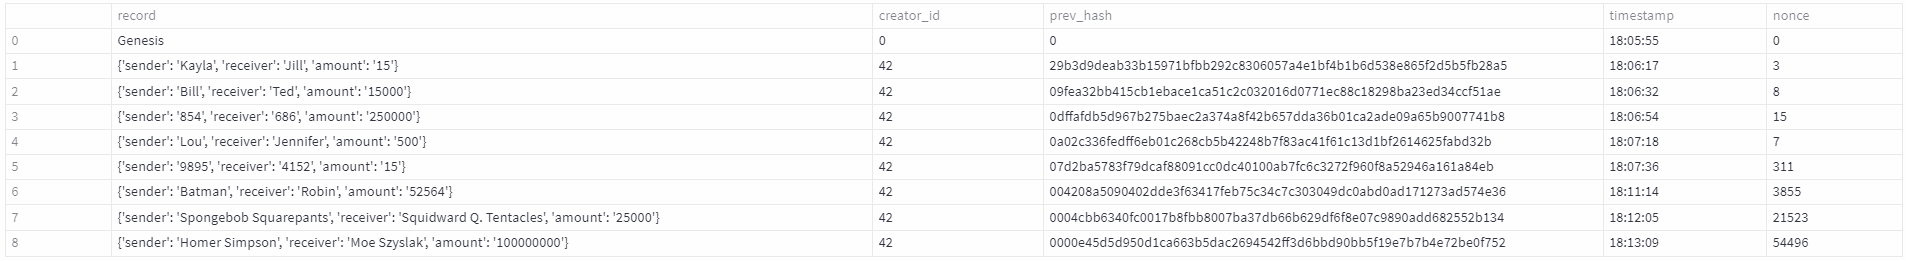 record creator_id prev_hash timestamp nonce
0 Genesis 0 0 18:05:55 0
1 {'sender': 'Kayla', 'receiver': 'Jill', 'amount': '15'} 42 29b3d9deab33b15971bfbb292c8306057a4e1bf4b1b6d538e865f2d5b5fb28a5 18:06:17 3
2 {'sender': 'Bill', 'receiver': 'Ted', 'amount': '15000'} 42 09fea32bb415cb1ebace1ca51c2c032016d0771ec88c18298ba23ed34ccf51ae 18:06:32 8
3 {'sender': '854', 'receiver': '686', 'amount': '250000'} 42 0dffafdb5d967b275baec2a374a8f42b657dda36b01ca2ade09a65b9007741b8 18:06:54 15
4 {'sender': 'Lou', 'receiver': 'Jennifer', 'amount': '500'} 42 0a02c336fedff6eb01c268cb5b42248b7f83ac41f61c13d1bf2614625fabd32b 18:07:18 7
5 {'sender': '9895', 'receiver': '4152', 'amount': '15'} 42 07d2ba5783f79dcaf88091cc0dc40100ab7fc6c3272f960f8a52946a161a84eb 18:07:36 311
6 {'sender': 'Batman', 'receiver': 'Robin', 'amount': '52564'} 42 004208a5090402dde3f63417feb75c34c7c303049dc0abd0ad171273ad574e36 18:11:14 3855
7 {'sender': 'Spongebob Squarepants', 'receiver': 'Squidward Q. Tentacles', 'amount': '25000'} 42 0004cbb6340fc0017b8fbb8007ba37db66b629df6f8e07c9890add682552b134 18:12:05 21523
8 {'sender': 'Homer Simpson', 'receiver': 'Moe Szyslak', 'amount': '100000000'} 42 0000e45d5d950d1ca663b5dac2694542ff3d6bbd90bb5f19e7b7b4e72be0f752 18:13:09 54496